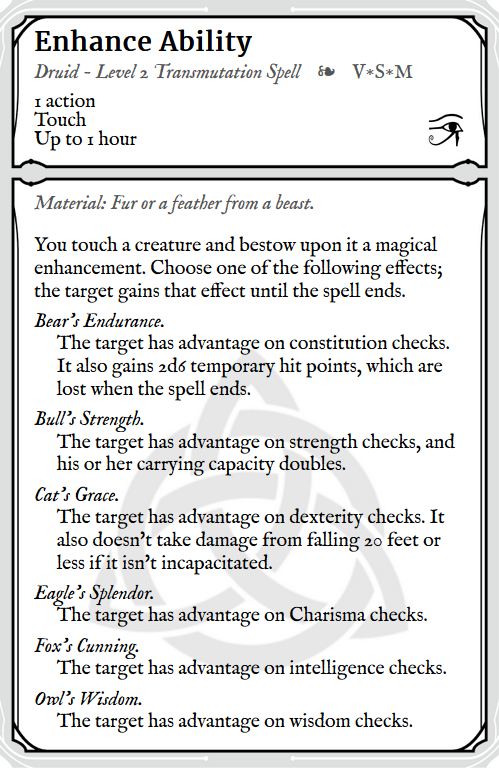 Enhance Ability
Druid - Level 2 Transmutation Spell ❧ V*S*M
1 action
Touch
Up to 1 hour
Material: Fur or a feather from a beast.
You touch a creature and bestow upon it a magical
enhancement. Choose one of the following effects;
the target gains that effect until the spell ends.
Bear's Endurance.
The target has advantage on constitution checks.
It also gains 2d6 temporary hit points, which are
lost when the spell ends.
Bull's Strength.
The target has advantage on strength checks, and
his or her carrying capacity doubles.
Cat's Grace.
The target has advantage on dexterity checks. It
also doesn't take damage from falling 20 feet or
less if it isn't incapacitated.
Eagle's Splendor.
The target has advantage on Charisma checks.
Fox's Cunning.
The target has advantage on intelligence checks.
Owl's Wisdom.
The target has advantage on wisdom checks.